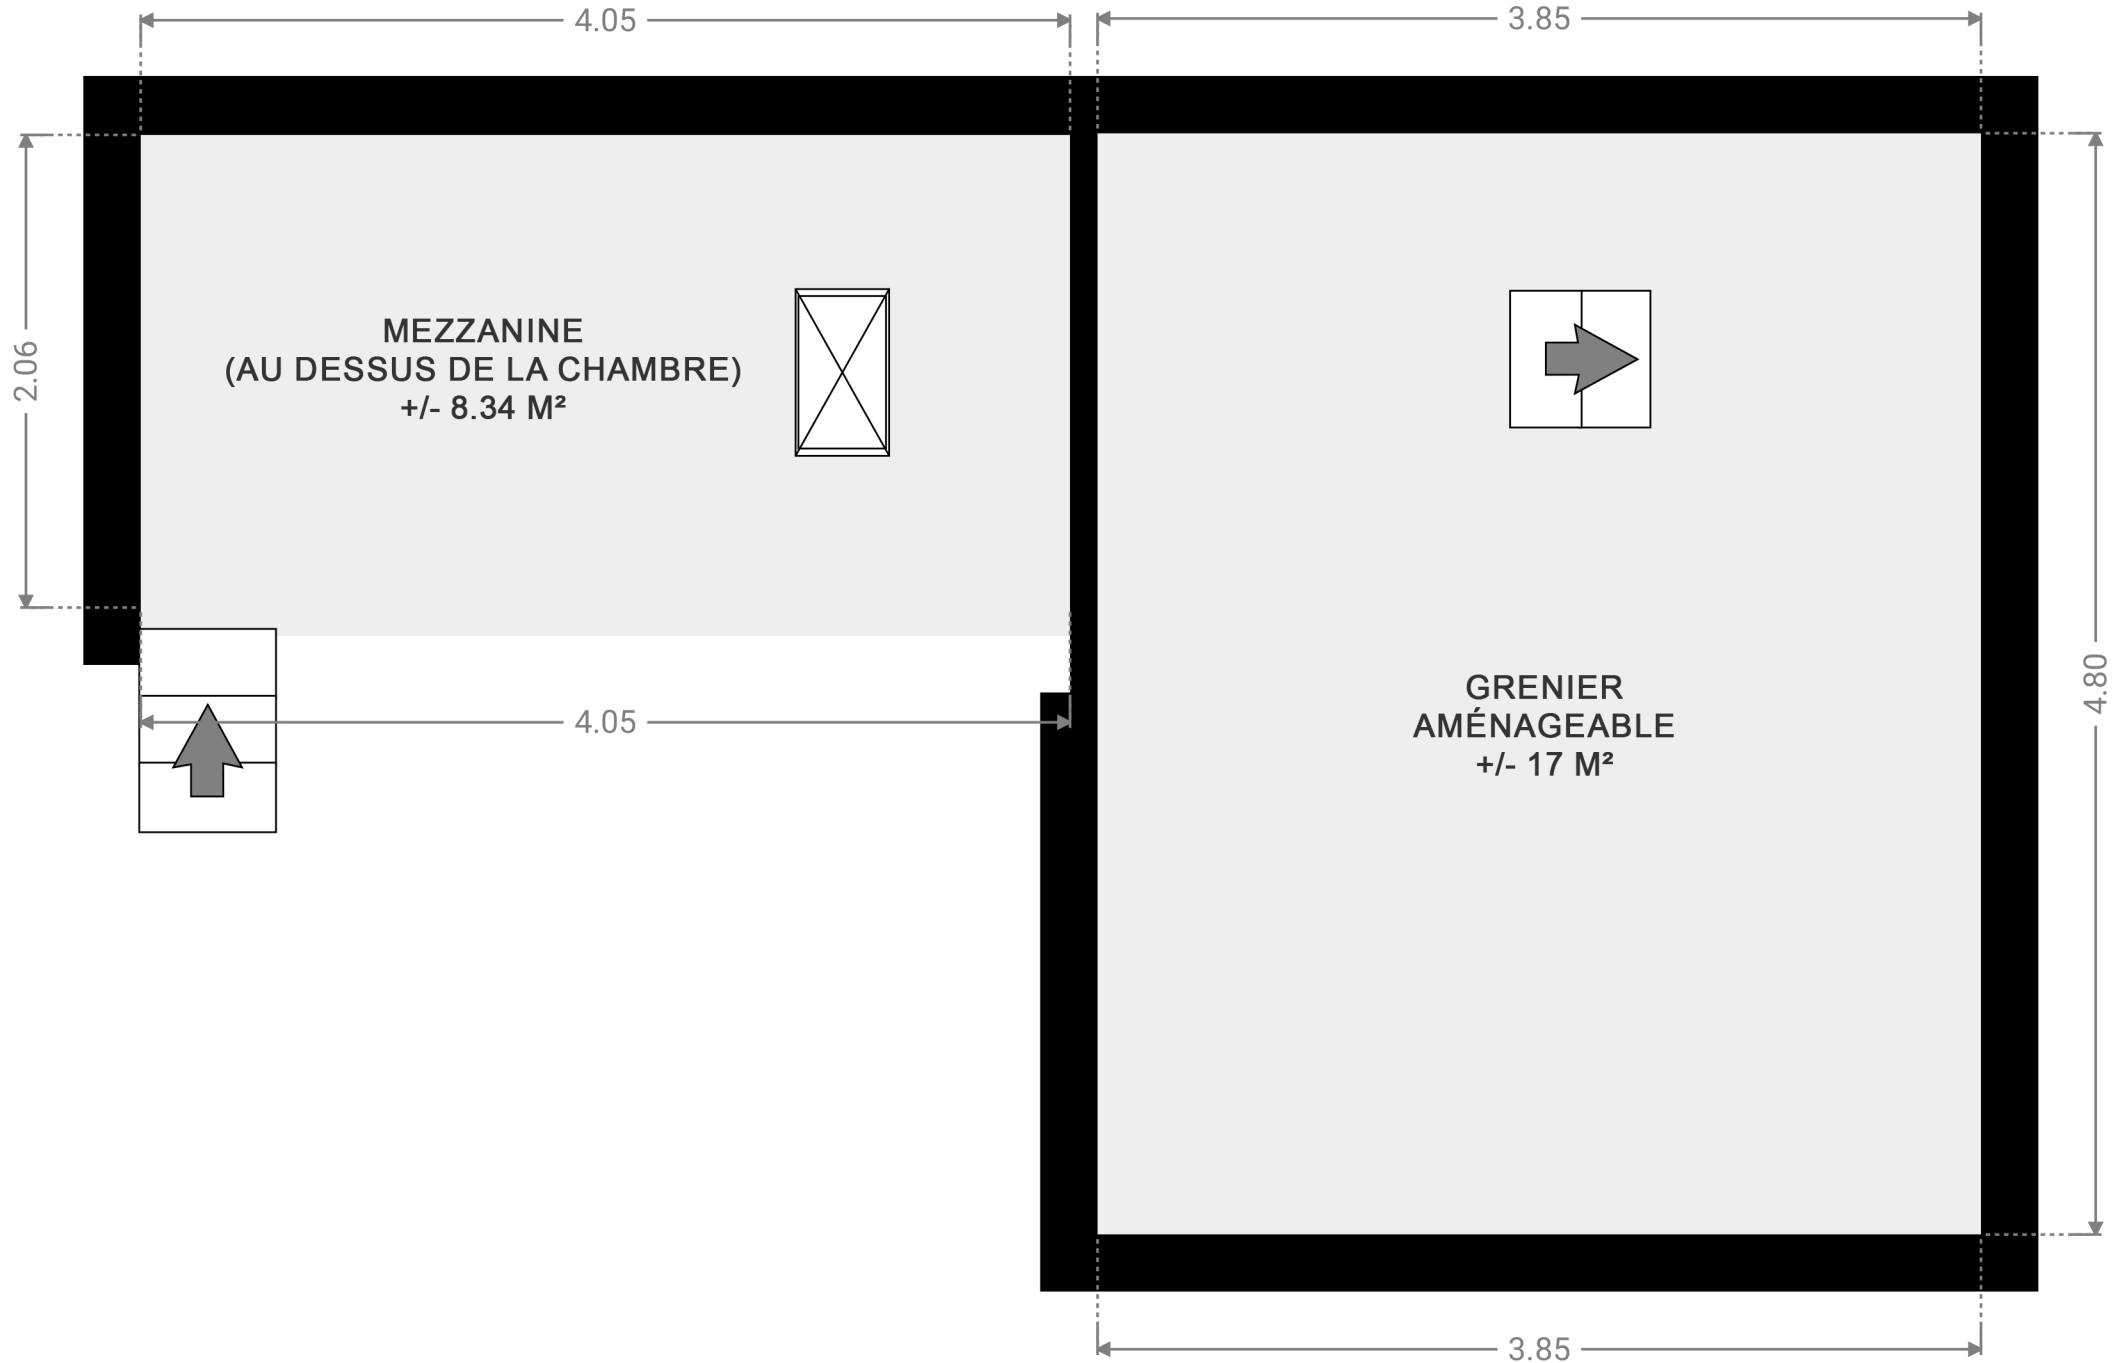 4.05
3.85
2.06
MEZZANINE
(AU DESSUS DE LA CHAMBRE)
+/- 8.34 M²
4.80
GRENIER
AMÉNAGEABLE
+/- 17 M²
4.05
3.85